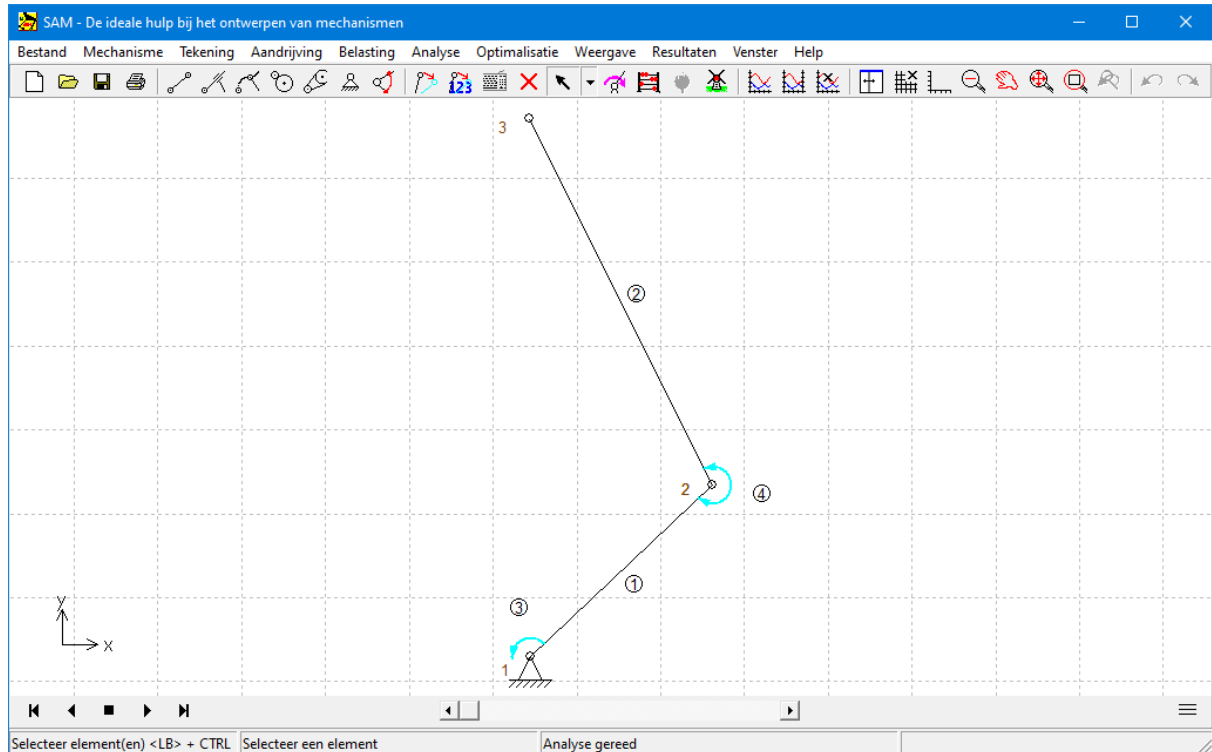 SAM - De ideale hulp bij het ontwerpen van mechanismen
Bestand Mechanisme Tekening Aandrijving Belasting Analyse Optimalisatie Weergave Resultaten Venster Help
123
3
②
2
④
①
③
y
x
1
Selecteer element(en) <LB> + CTRL Selecteer een element Analyse gereed